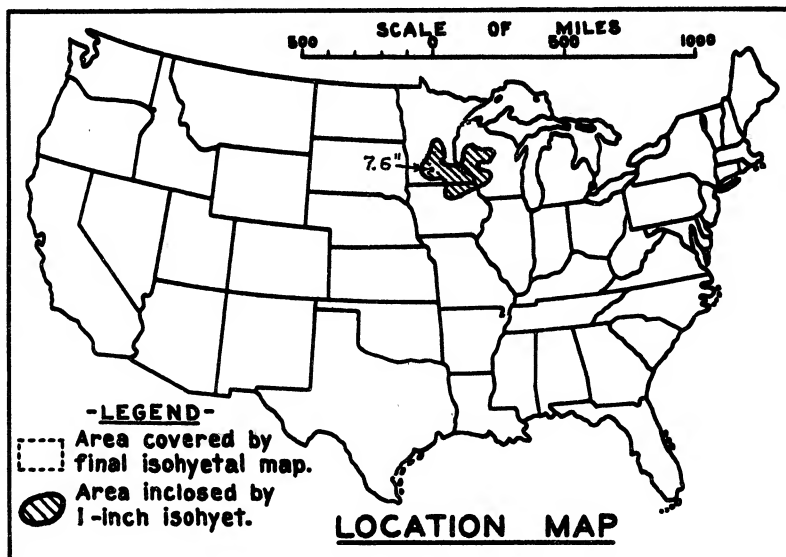 SCALE OF MILES
500 0 500 1000
7.6"
-LEGEND-
Area covered by
final isohyetal map.
Area inclosed by
1-inch isohyet.
LOCATION MAP